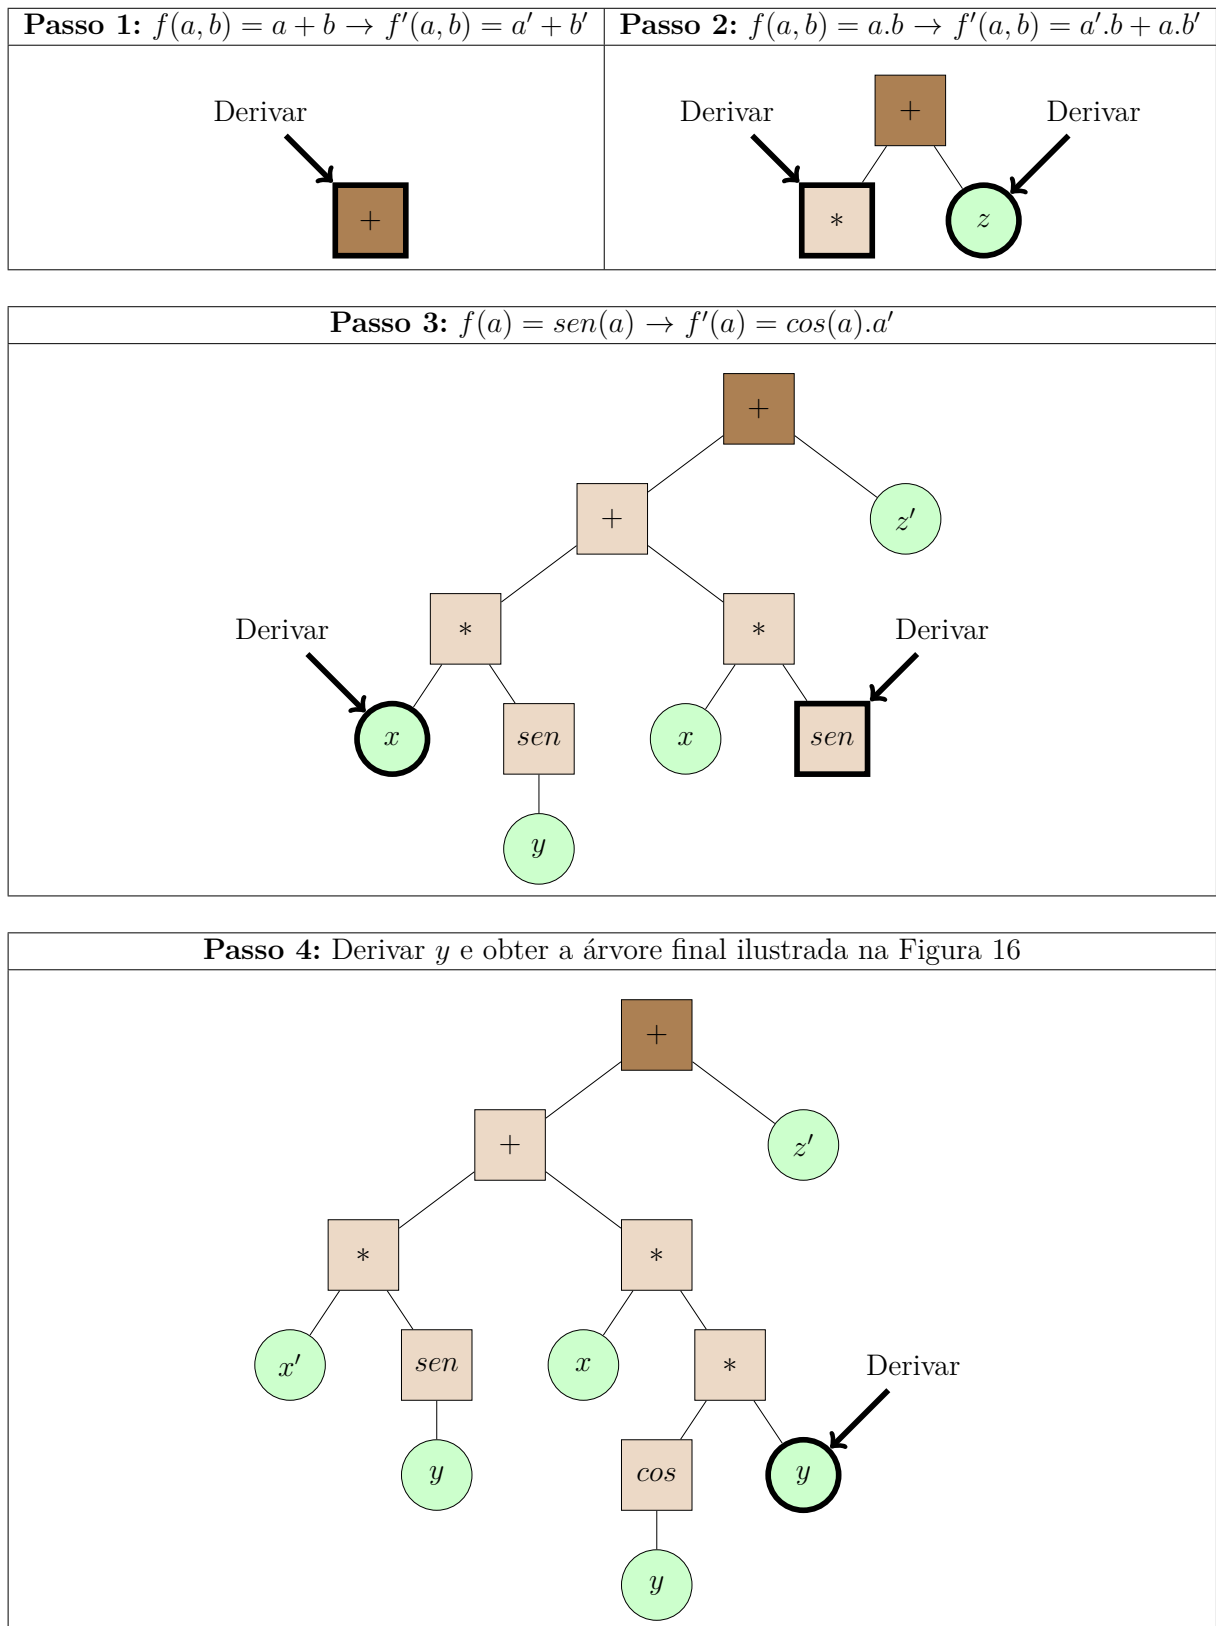 Passo 1: f(a, b) = a + b → f′(a, b) = a′ + b′
Passo 2: f(a, b) = a.b → f′(a, b) = a′.b + a.b′
Derivar
+
+
Derivar
Derivar
*
z
Passo 3: f(a) = sen(a) → f′(a) = cos(a).a′
+
+
z′
Derivar
*
*
Derivar
x
sen
x
sen
y
Passo 4: Derivar y e obter a árvore final ilustrada na Figura 16
+
+
z′
*
*
x′
sen
x
*
Derivar
y
cos
y
y